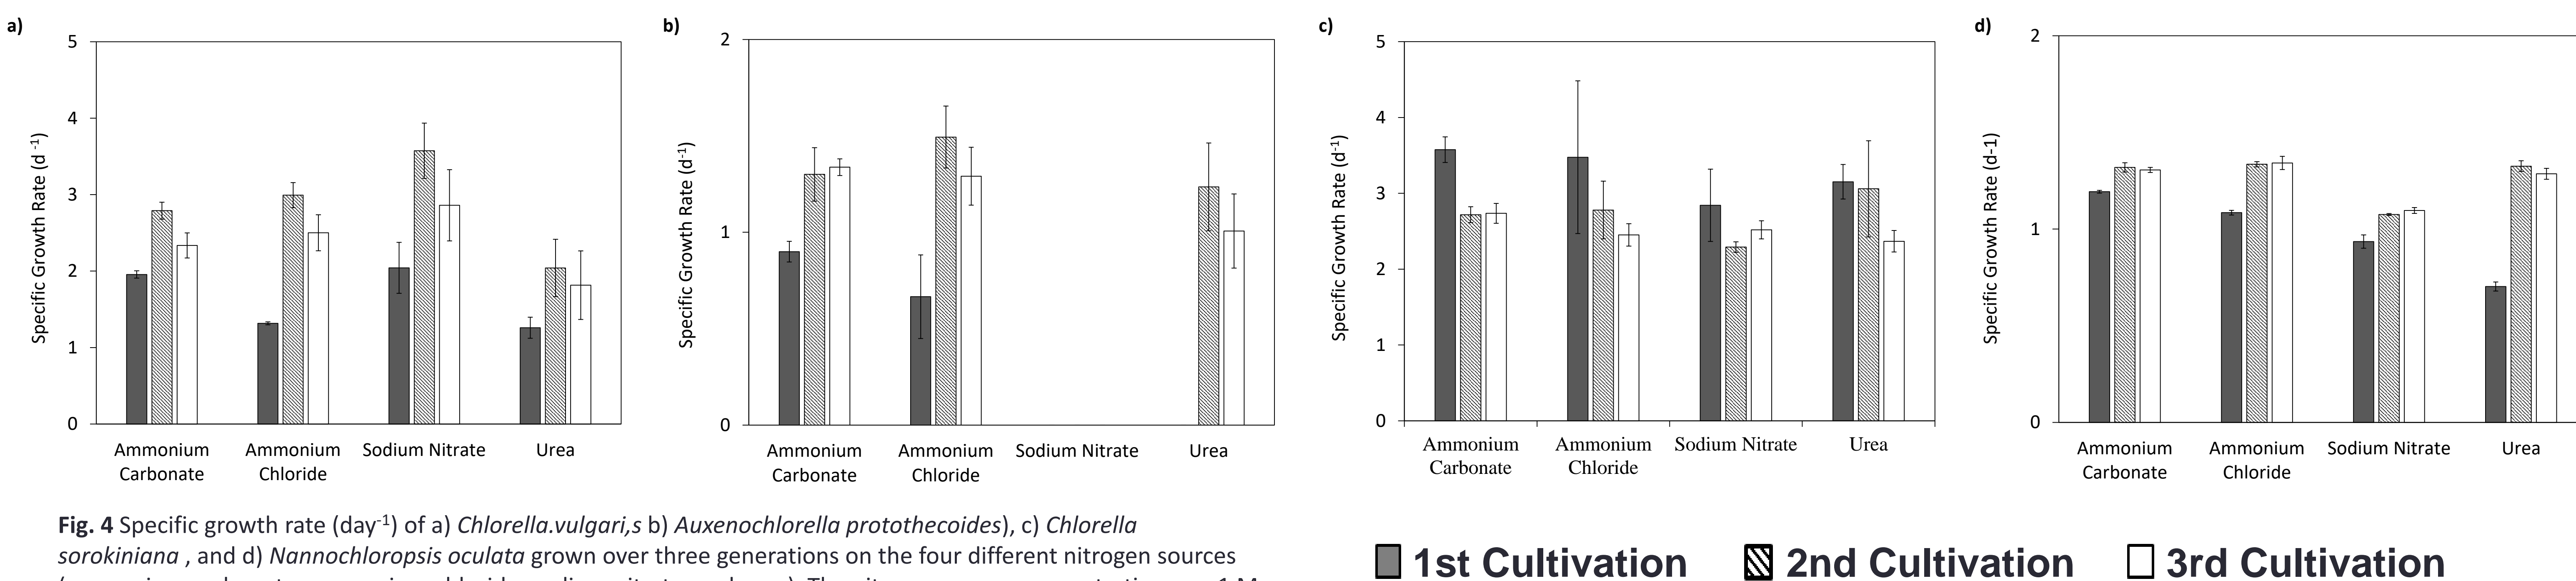 a)
5
4
3
2
1
0
Specific Growth Rate (d -1)
Ammonium
Carbonate
Ammonium
Chloride
Sodium Nitrate
Urea
b)
2
1
0
Specific Growth Rate (d-1)
Ammonium
Carbonate
Ammonium
Chloride
Sodium Nitrate
Urea
c)
5
4
3
2
1
0
Specific Growth Rate (d-1)
Ammonium
Carbonate
Ammonium
Chloride
Sodium Nitrate
Urea
d)
2
1
0
Specific Growth Rate (d-1)
Ammonium
Carbonate
Ammonium
Chloride
Sodium Nitrate
Urea
Fig. 4 Specific growth rate (day-1) of a) Chlorella.vulgari,s b) Auxenochlorella protothecoides), c) Chlorella
sorokiniana , and d) Nannochloropsis oculata grown over three generations on the four different nitrogen sources
1st Cultivation
2nd Cultivation
3rd Cultivation